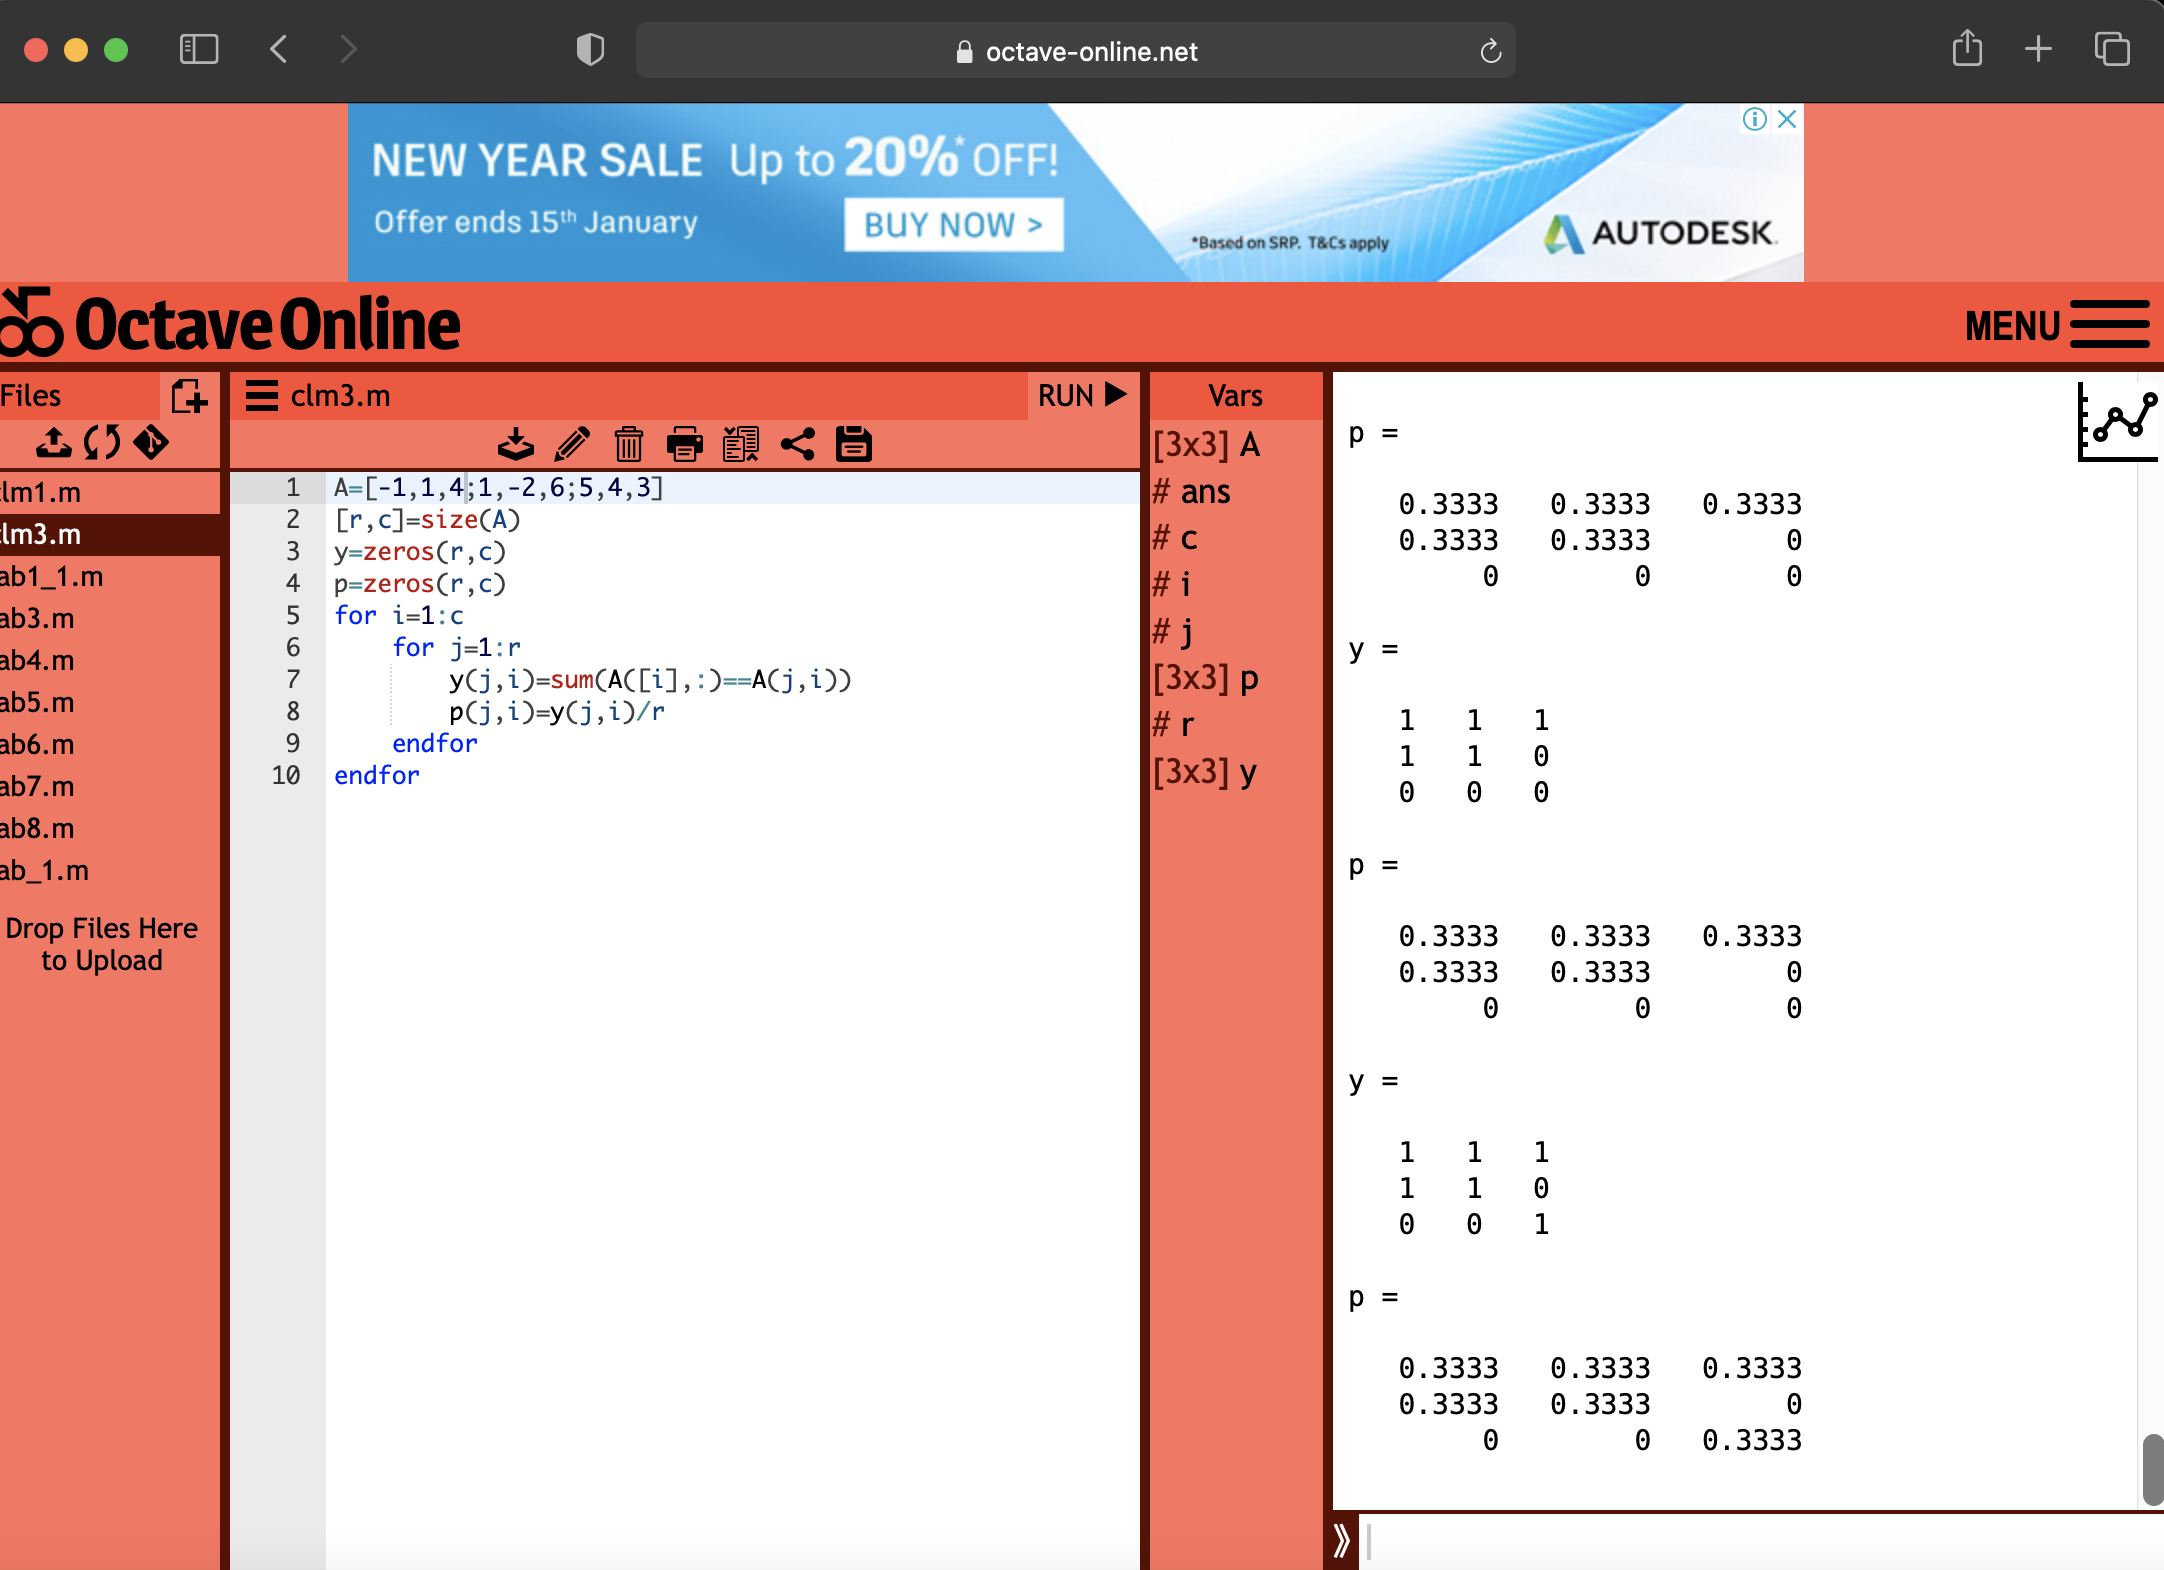 octave-online.net
NEW YEAR SALE Up to 20%* OFF!
Offer ends 15th January
BUY NOW >
*Based on SRP. T&Cs apply
AUTODESK.
Octave Online
MENU
Files
clm3.m
RUN
Vars
lm1.m
lm3.m
ab1_1.m
ab3.m
ab4.m
ab5.m
ab6.m
ab7.m
ab8.m
ab_1.m
Drop Files Here
to Upload
1 A=[-1,1,4;1,-2,6;5,4,3]
2 [r,c]=size(A)
3 y=zeros(r,c)
4 p=zeros(r,c)
5 for i=1:c
6 for j=1:r
7 y(j,i)=sum(A([i],:)==A(j,i))
8 p(j,i)=y(j,i)/r
9 endfor
10 endfor
[3x3] A
# ans
# c
# i
# j
[3x3] p
# r
[3x3] y
p =
0.3333 0.3333 0.3333
0.3333 0.3333 0
0 0 0
y =
1 1 1
1 1 0
0 0 0
p =
0.3333 0.3333 0.3333
0.3333 0.3333 0
0 0 0
y =
1 1 1
1 1 0
0 0 1
p =
0.3333 0.3333 0.3333
0.3333 0.3333 0
0 0 0.3333